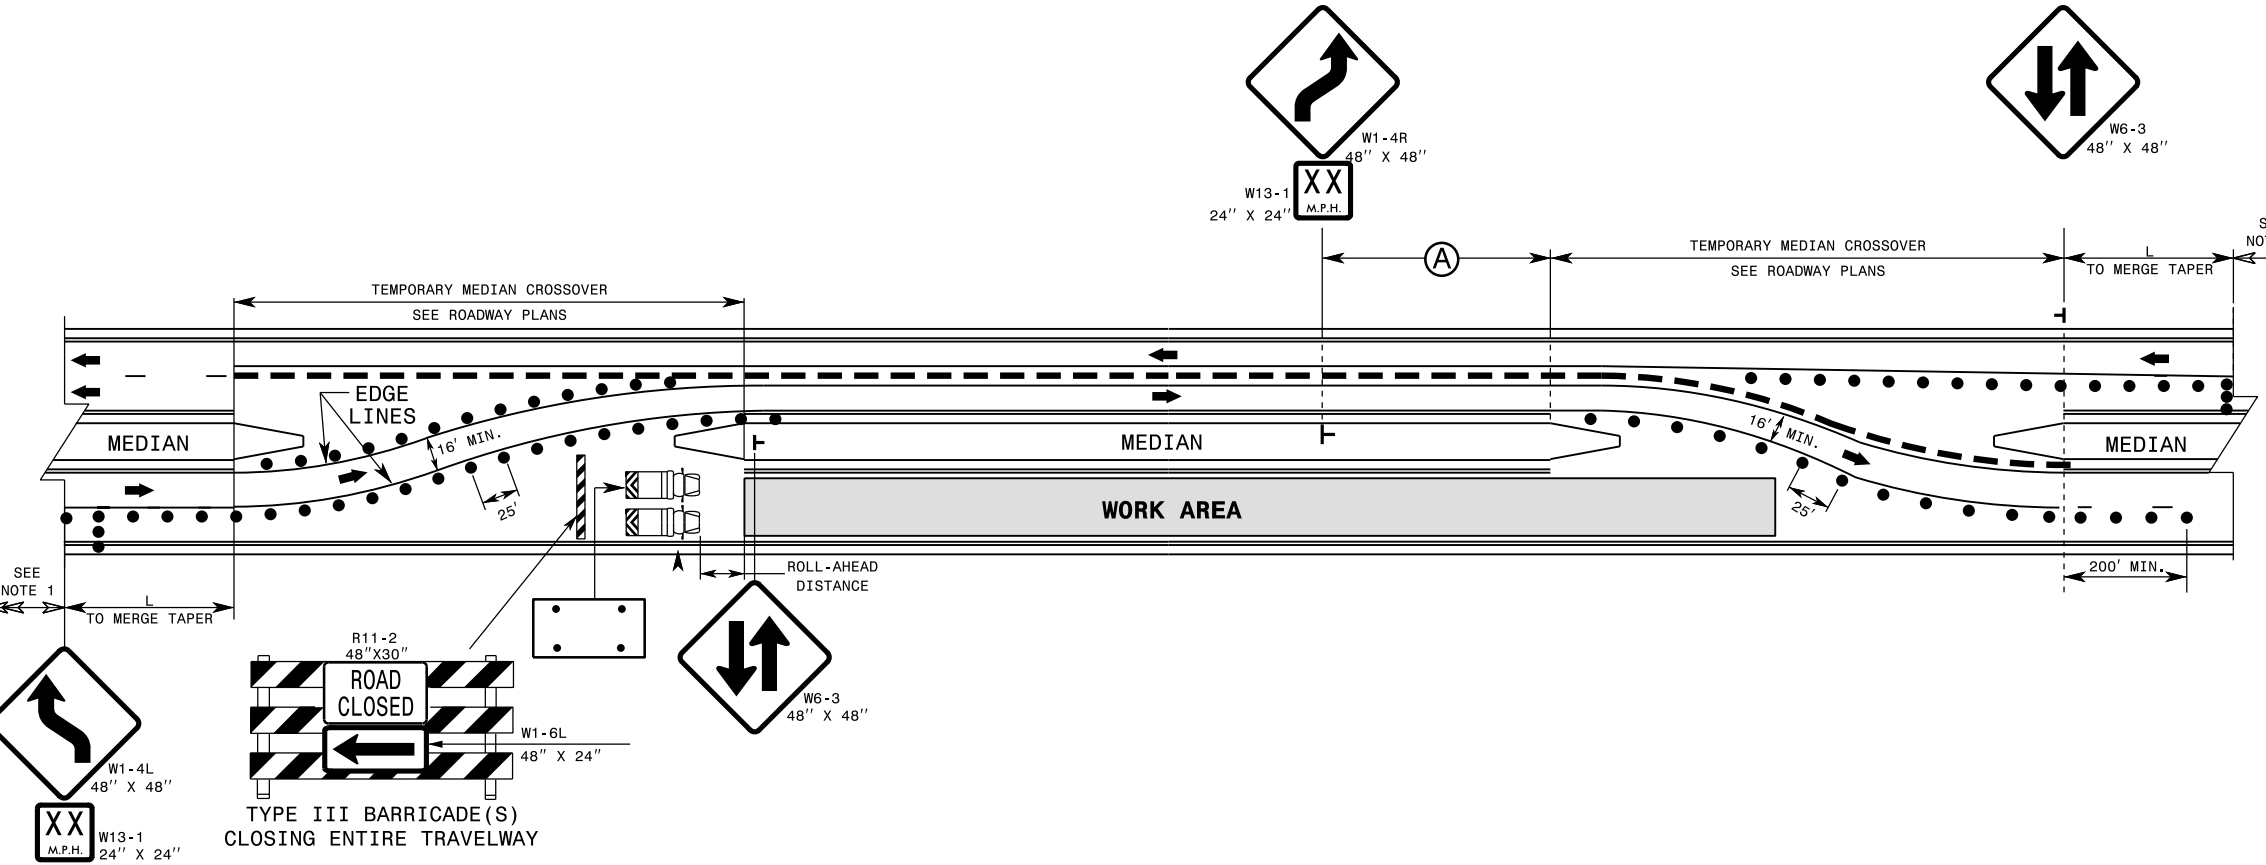 W1-4R
48'' X 48''
W13-1
24'' X 24''
XX
M.P.H.
W6-3
48'' X 48''
S
NOT
A
TEMPORARY MEDIAN CROSSOVER
SEE ROADWAY PLANS
L
TO MERGE TAPER
TEMPORARY MEDIAN CROSSOVER
SEE ROADWAY PLANS
EDGE
LINES
MEDIAN
16' MIN.
25'
MEDIAN
16' MIN.
25'
MEDIAN
WORK AREA
200' MIN.
ROLL-AHEAD
DISTANCE
SEE
NOTE 1
L
TO MERGE TAPER
R11-2
48"X30"
ROAD
CLOSED
W1-6L
48" X 24"
TYPE III BARRICADE(S)
CLOSING ENTIRE TRAVELWAY
W6-3
48'' X 48''
W1-4L
48'' X 48''
XX
M.P.H.
W13-1
24'' X 24''